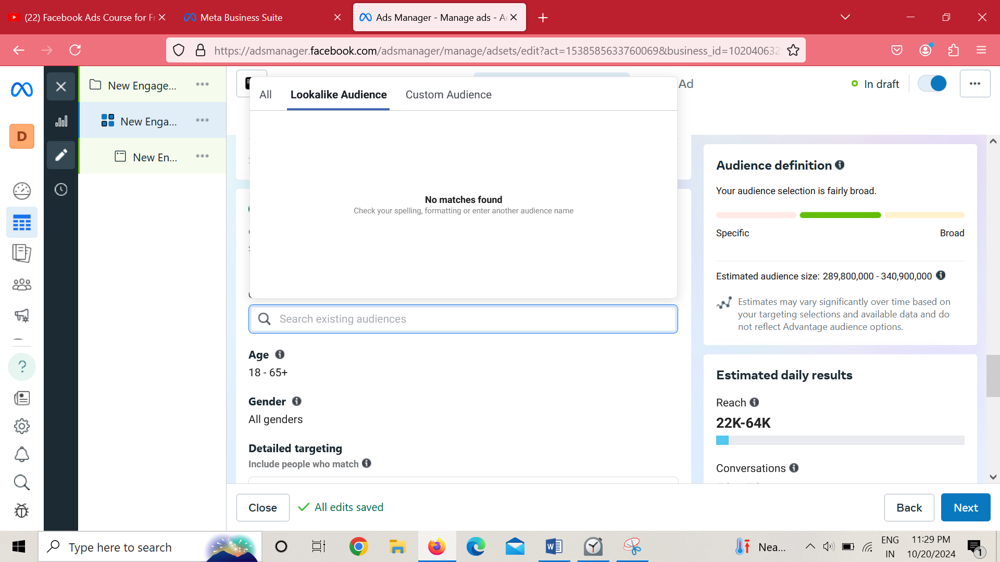 (22) Facebook Ads Course for Fr
Meta Business Suite
Ads Manager - Manage ads - A
https://adsmanager.facebook.com/adsmanager/manage/adsets/edit?act=1538585633760069&business_id=102040632
D
New Engage...
New Enga...
New En...
Ad
In draft
All
Lookalike Audience
Custom Audience
No matches found
Check your spelling, formatting or enter another audience name
Search existing audiences
Age
18 - 65+
Gender
All genders
Detailed targeting
Include people who match
Audience definition
Your audience selection is fairly broad.
Specific
Broad
Estimated audience size: 289,800,000 - 340,900,000
Estimates may vary significantly over time based on
your targeting selections and available data and do
not reflect Advantage audience options.
Estimated daily results
Reach
22K-64K
Conversations
Close
All edits saved
Back
Next
Type here to search
Nea...
ENG
IN
11:29 PM
10/20/2024
1